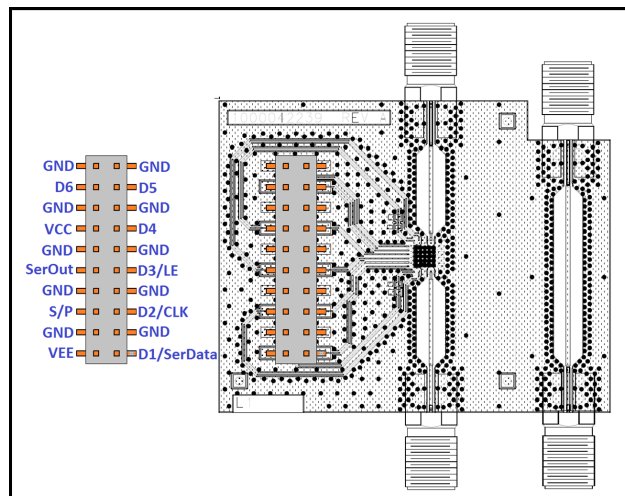 1000042239 REV A
GND GND
D6 D5
GND GND
VCC D4
GND GND
SerOut D3/LE
GND GND
S/P D2/CLK
GND GND
VEE D1/SerData